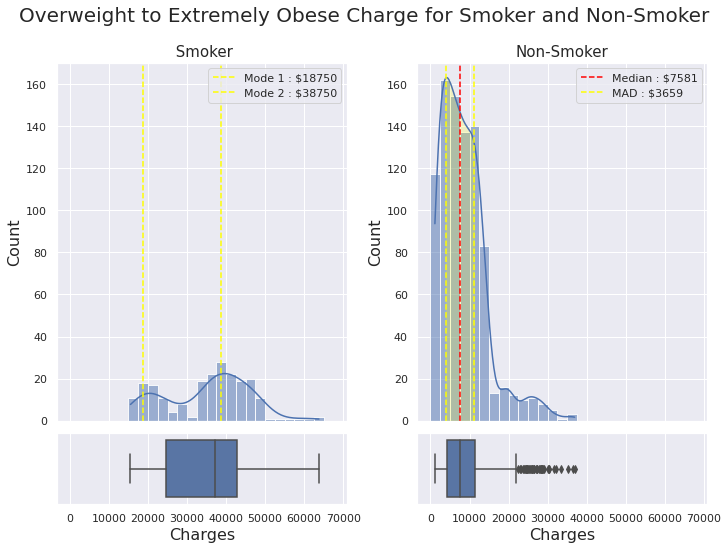 Overweight to Extremely Obese Charge for Smoker and Non-Smoker
Smoker
Mode 1 : $18750
Mode 2 : $38750
160
140
120
100
80
60
40
20
0
Count
0 10000 20000 30000 40000 50000 60000 70000
Charges
Non-Smoker
Median : $7581
MAD : $3659
160
140
120
100
80
60
40
20
0
Count
0 10000 20000 30000 40000 50000 60000 70000
Charges